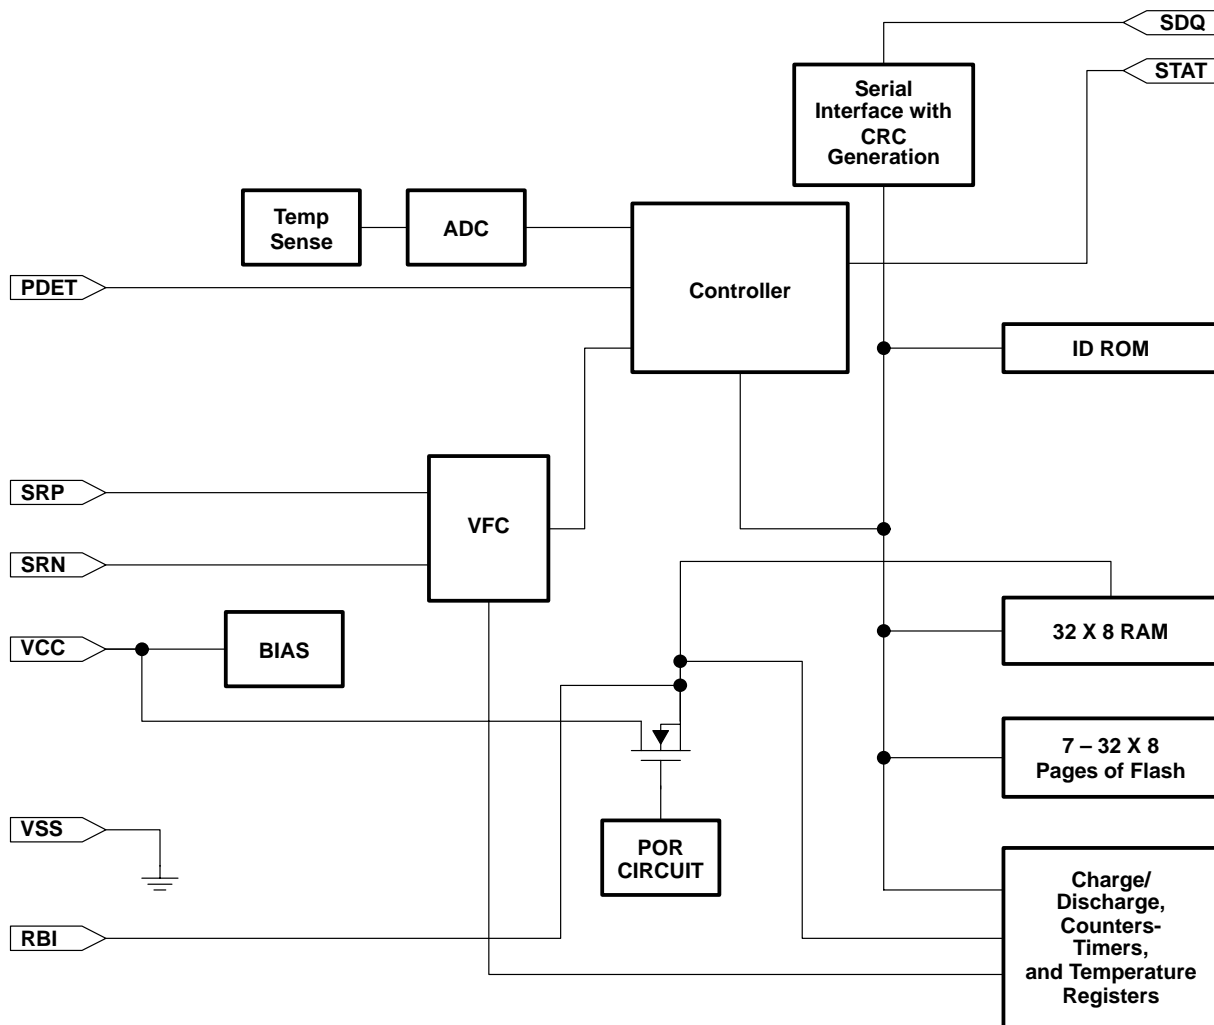 SDQ
STAT
Serial
Interface with
CRC
Generation
Temp
Sense
ADC
PDET
Controller
ID ROM
SRP
VFC
SRN
VCC
BIAS
32 X 8 RAM
7 – 32 X 8
Pages of Flash
VSS
POR
CIRCUIT
RBI
Charge/
Discharge,
Counters-
Timers,
and Temperature
Registers